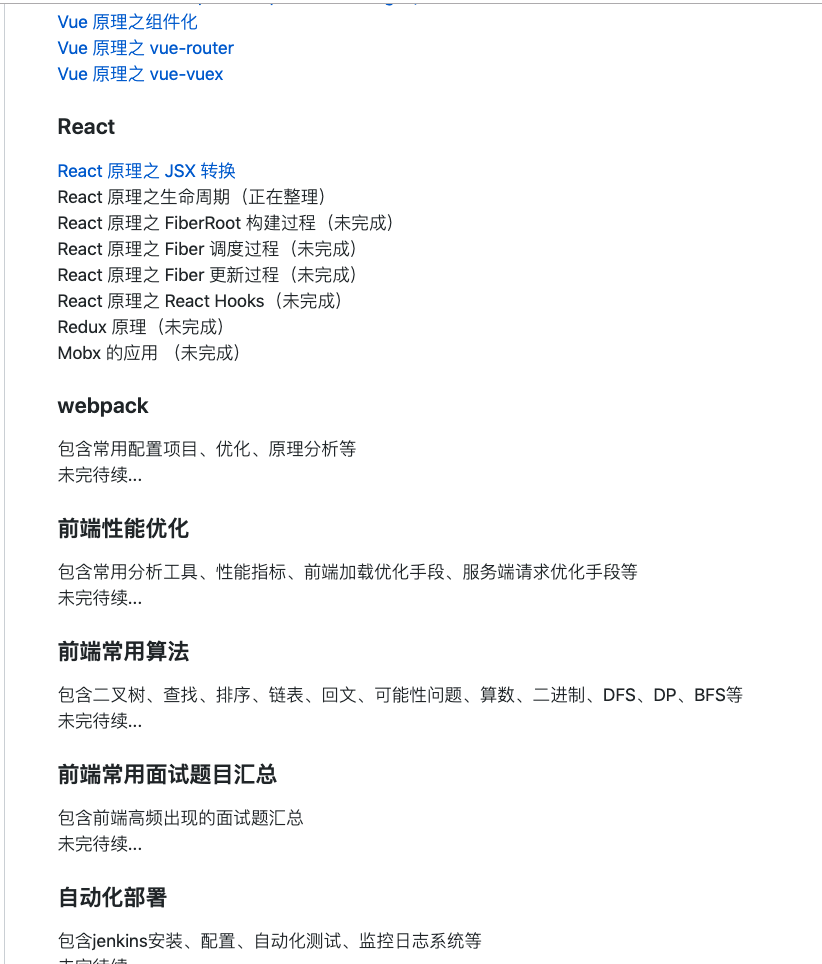 Vue 原理之组件化
Vue 原理之 vue-router
Vue 原理之 vue-vuex
React
React 原理之 JSX 转换
React 原理之生命周期（正在整理）
React 原理之 FiberRoot 构建过程（未完成）
React 原理之 Fiber 调度过程（未完成）
React 原理之 Fiber 更新过程（未完成）
React 原理之 React Hooks（未完成）
Redux 原理（未完成）
Mobx 的应用 （未完成）
webpack
包含常用配置项目、优化、原理分析等
未完待续...
前端性能优化
包含常用分析工具、性能指标、前端加载优化手段、服务端请求优化手段等
未完待续...
前端常用算法
包含二叉树、查找、排序、链表、回文、可能性问题、算数、二进制、DFS、DP、BFS等
未完待续...
前端常用面试题目汇总
包含前端高频出现的面试题汇总
未完待续...
自动化部署
包含jenkins安装、配置、自动化测试、监控日志系统等